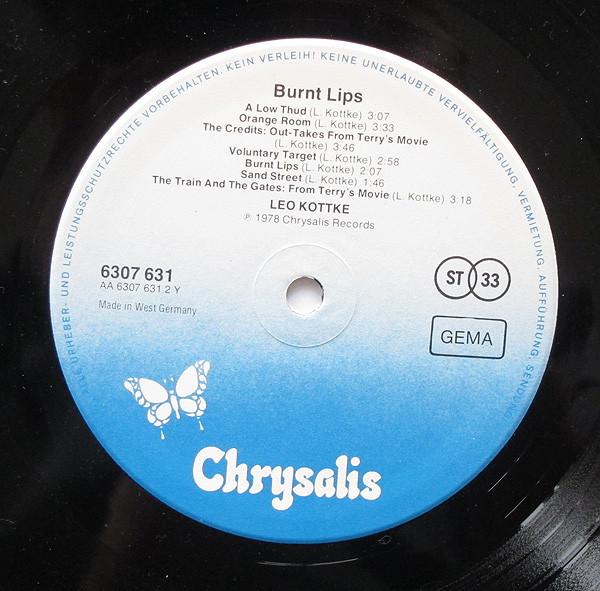 ALLE URHEBER- UND LEISTUNGSSCHUTZRECHTE VORBEHALTEN. KEIN VERLEIH! KEINE UNERLAUBTE VERVIELFÄLTIGUNG, VERMIETUNG, AUFFÜHRUNG, SENDUNG!
Burnt Lips
A Low Thud (L. Kottke) 3:07
Orange Room (L. Kottke) 3:33
The Credits: Out-Takes From Terry's Movie
(L. Kottke) 3:46
Voluntary Target (L. Kottke) 2:58
Burnt Lips (L. Kottke) 2:07
Sand Street (L. Kottke) 1:46
The Train And The Gates: From Terry's Movie (L. Kottke) 3:18
LEO KOTTKE
℗ 1978 Chrysalis Records
6307 631
AA 6307 631.2 Y
Made in West Germany
ST 33
GEMA
Chrysalis